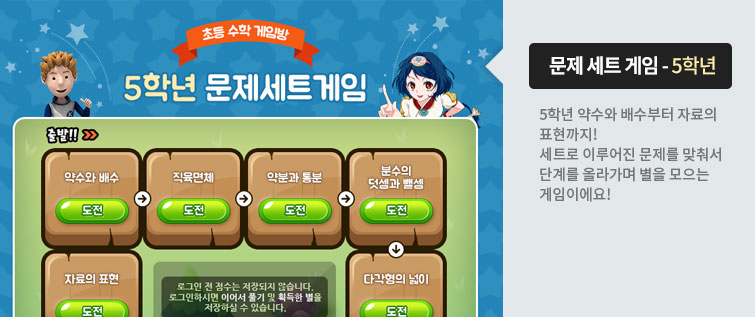 초등 수학 게임방
5학년 문제세트게임
출발!!
약수와 배수
도전
직육면체
도전
약분과 통분
도전
분수의
덧셈과 뺄셈
도전
자료의 표현
도전
로그인 전 점수는 저장되지 않습니다.
로그인하시면 이어서 풀기 및 획득한 별을
저장하실 수 있습니다.
다각형의 넓이
도전
문제 세트 게임 - 5학년
5학년 약수와 배수부터 자료의
표현까지!
세트로 이루어진 문제를 맞춰서
단계를 올라가며 별을 모으는
게임이에요!